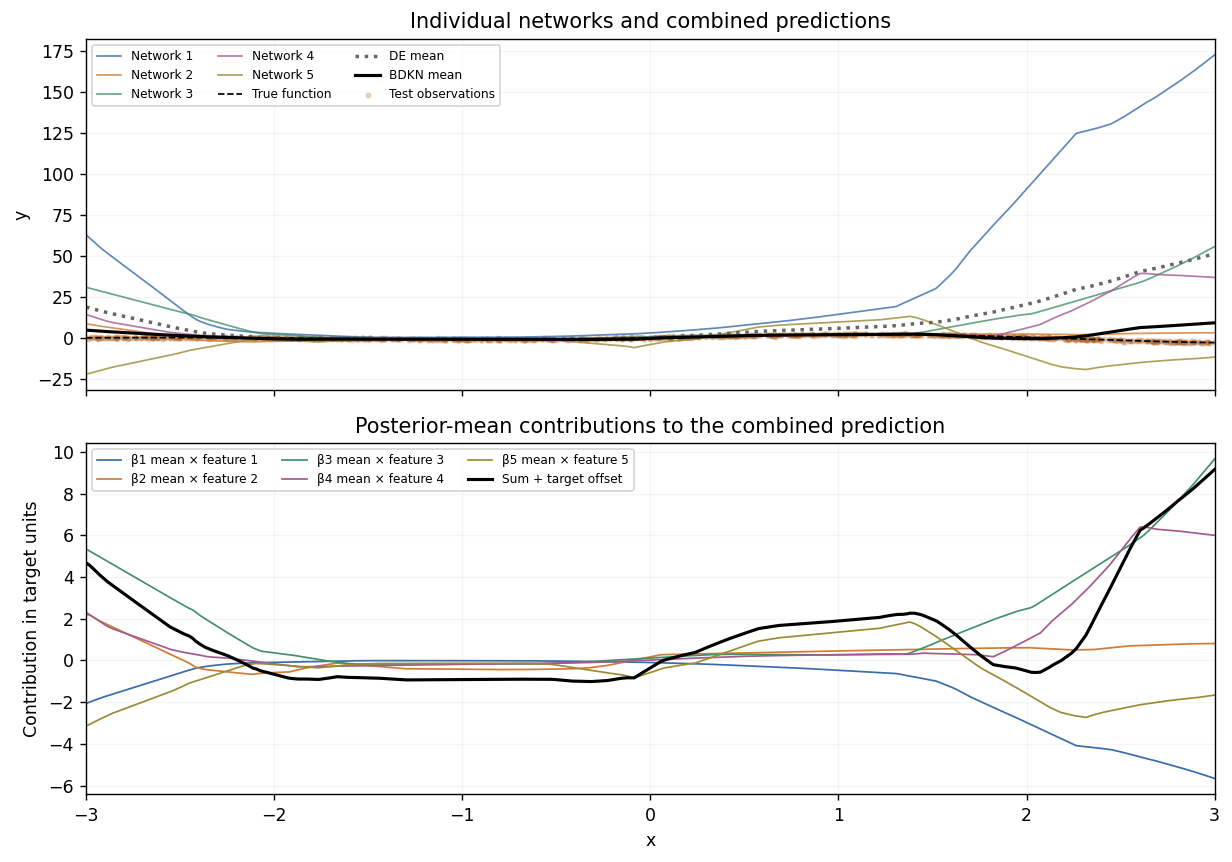 Individual networks and combined predictions
175
150
125
100
75
50
25
0
−25
y
Network 1
Network 2
Network 3
Network 4
Network 5
True function
DE mean
BDKN mean
Test observations
Posterior-mean contributions to the combined prediction
10
8
6
4
2
0
−2
−4
−6
Contribution in target units
β1 mean × feature 1
β2 mean × feature 2
β3 mean × feature 3
β4 mean × feature 4
β5 mean × feature 5
Sum + target offset
−3
−2
−1
0
1
2
3
x